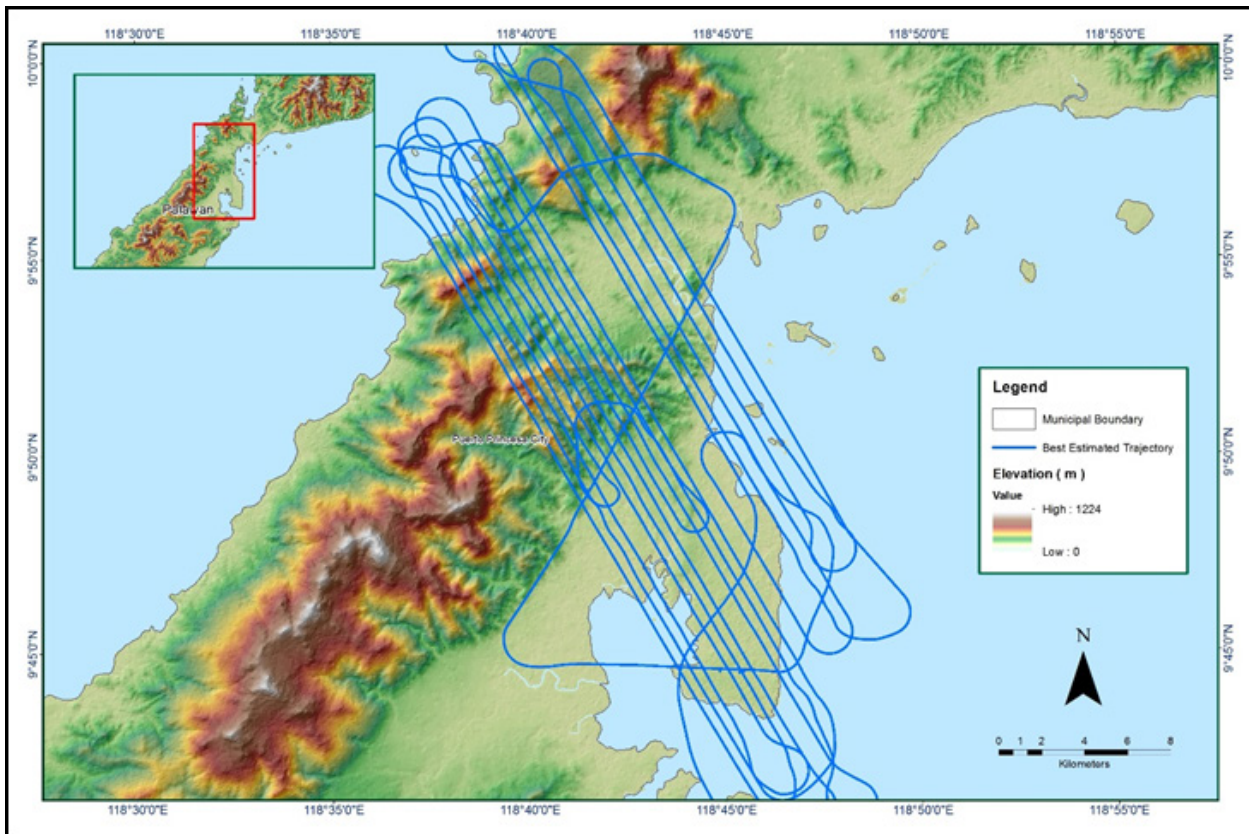 118°30'0"E 118°35'0"E 118°40'0"E 118°45'0"E 118°50'0"E 118°55'0"E
10°0'0"N
10°0'0"N
Palawan
9°55'0"N
9°55'0"N
Legend
Municipal Boundary
Best Estimated Trajectory
Elevation ( m )
Value
High : 1224
Low : 0
Puerto Princesa City
9°50'0"N
9°50'0"N
9°45'0"N
9°45'0"N
N
0 1 2 4 6 8
Kilometers
118°30'0"E 118°35'0"E 118°40'0"E 118°45'0"E 118°50'0"E 118°55'0"E